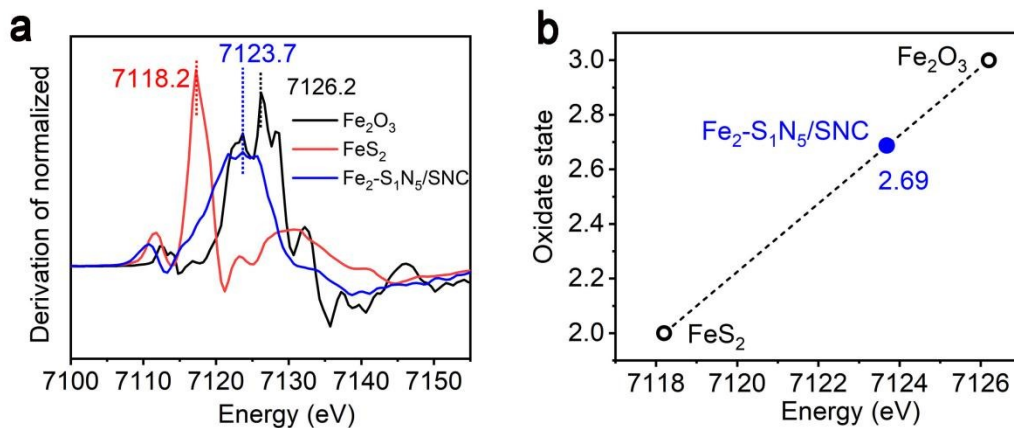 a
7123.7
7118.2
7126.2
Fe₂O₃
FeS₂
Fe₂-S₁N₅/SNC
Derivation of normalized
7100 7110 7120 7130 7140 7150
Energy (eV)
b
3.0
2.8
2.6
2.4
2.2
2.0
Oxidate state
Fe₂O₃
Fe₂-S₁N₅/SNC
2.69
FeS₂
7118 7120 7122 7124 7126
Energy (eV)